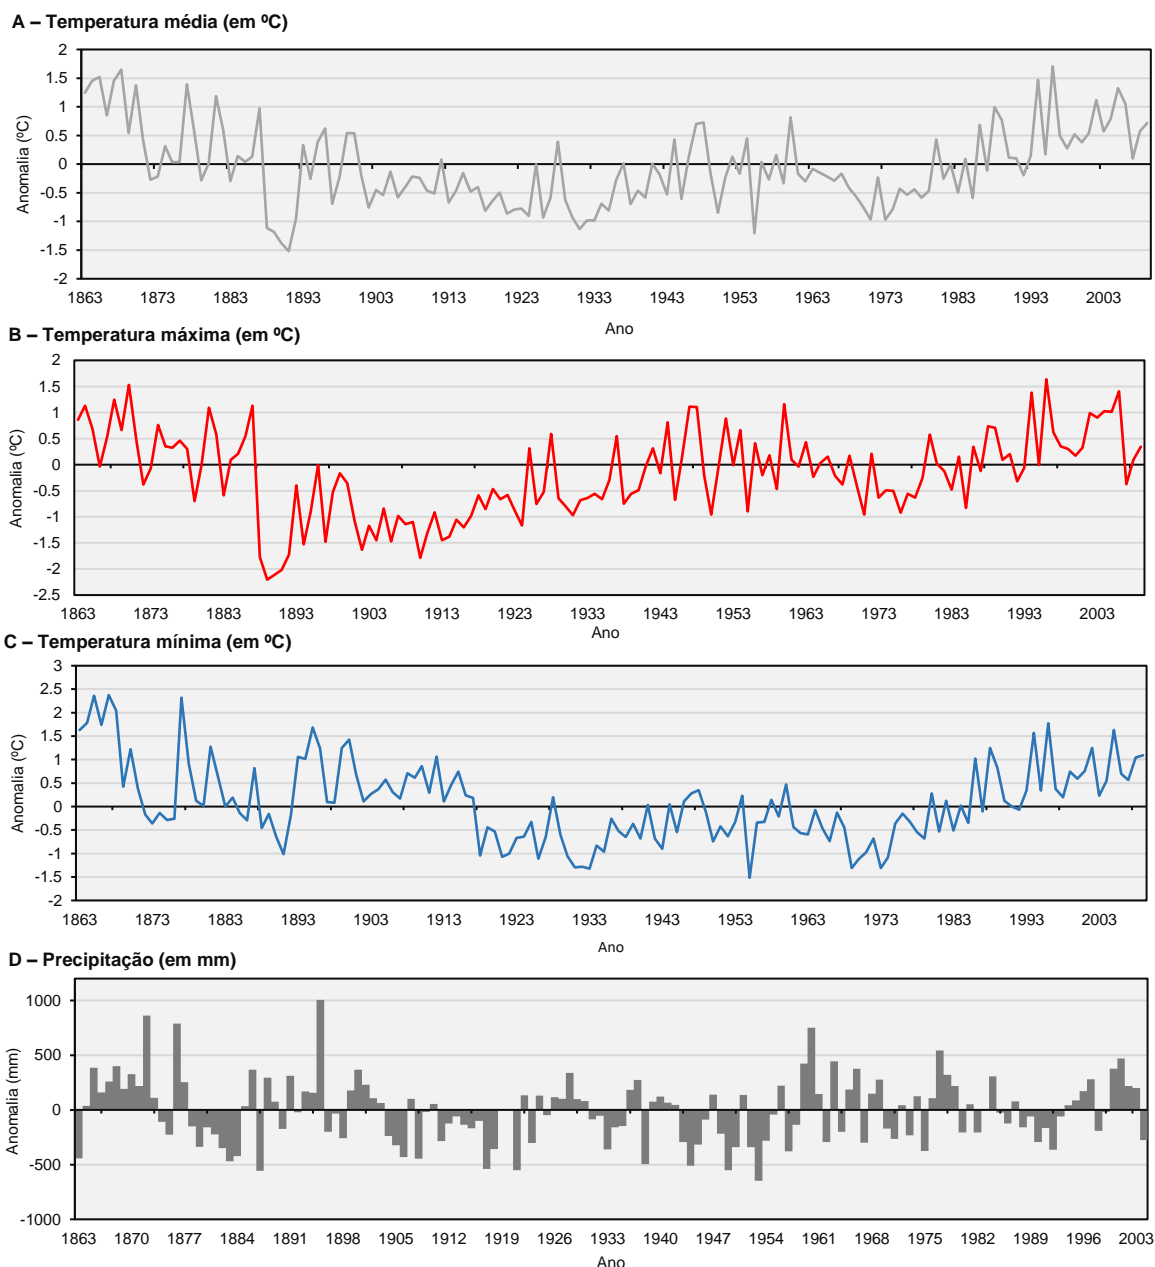 A – Temperatura média (em ºC)
2
1.5
1
0.5
0
-0.5
-1
-1.5
-2
Anomalia (ºC)
1863 1873 1883 1893 1903 1913 1923 1933 1943 1953 1963 1973 1983 1993 2003
Ano
B – Temperatura máxima (em ºC)
2
1.5
1
0.5
0
-0.5
-1
-1.5
-2
-2.5
Anomalia (ºC)
1863 1873 1883 1893 1903 1913 1923 1933 1943 1953 1963 1973 1983 1993 2003
Ano
C – Temperatura mínima (em ºC)
3
2.5
2
1.5
1
0.5
0
-0.5
-1
-1.5
-2
Anomalia (ºC)
1863 1873 1883 1893 1903 1913 1923 1933 1943 1953 1963 1973 1983 1993 2003
Ano
D – Precipitação (em mm)
1000
500
0
-500
-1000
Anomalia (mm)
1863 1870 1877 1884 1891 1898 1905 1912 1919 1926 1933 1940 1947 1954 1961 1968 1975 1982 1989 1996 2003
Ano